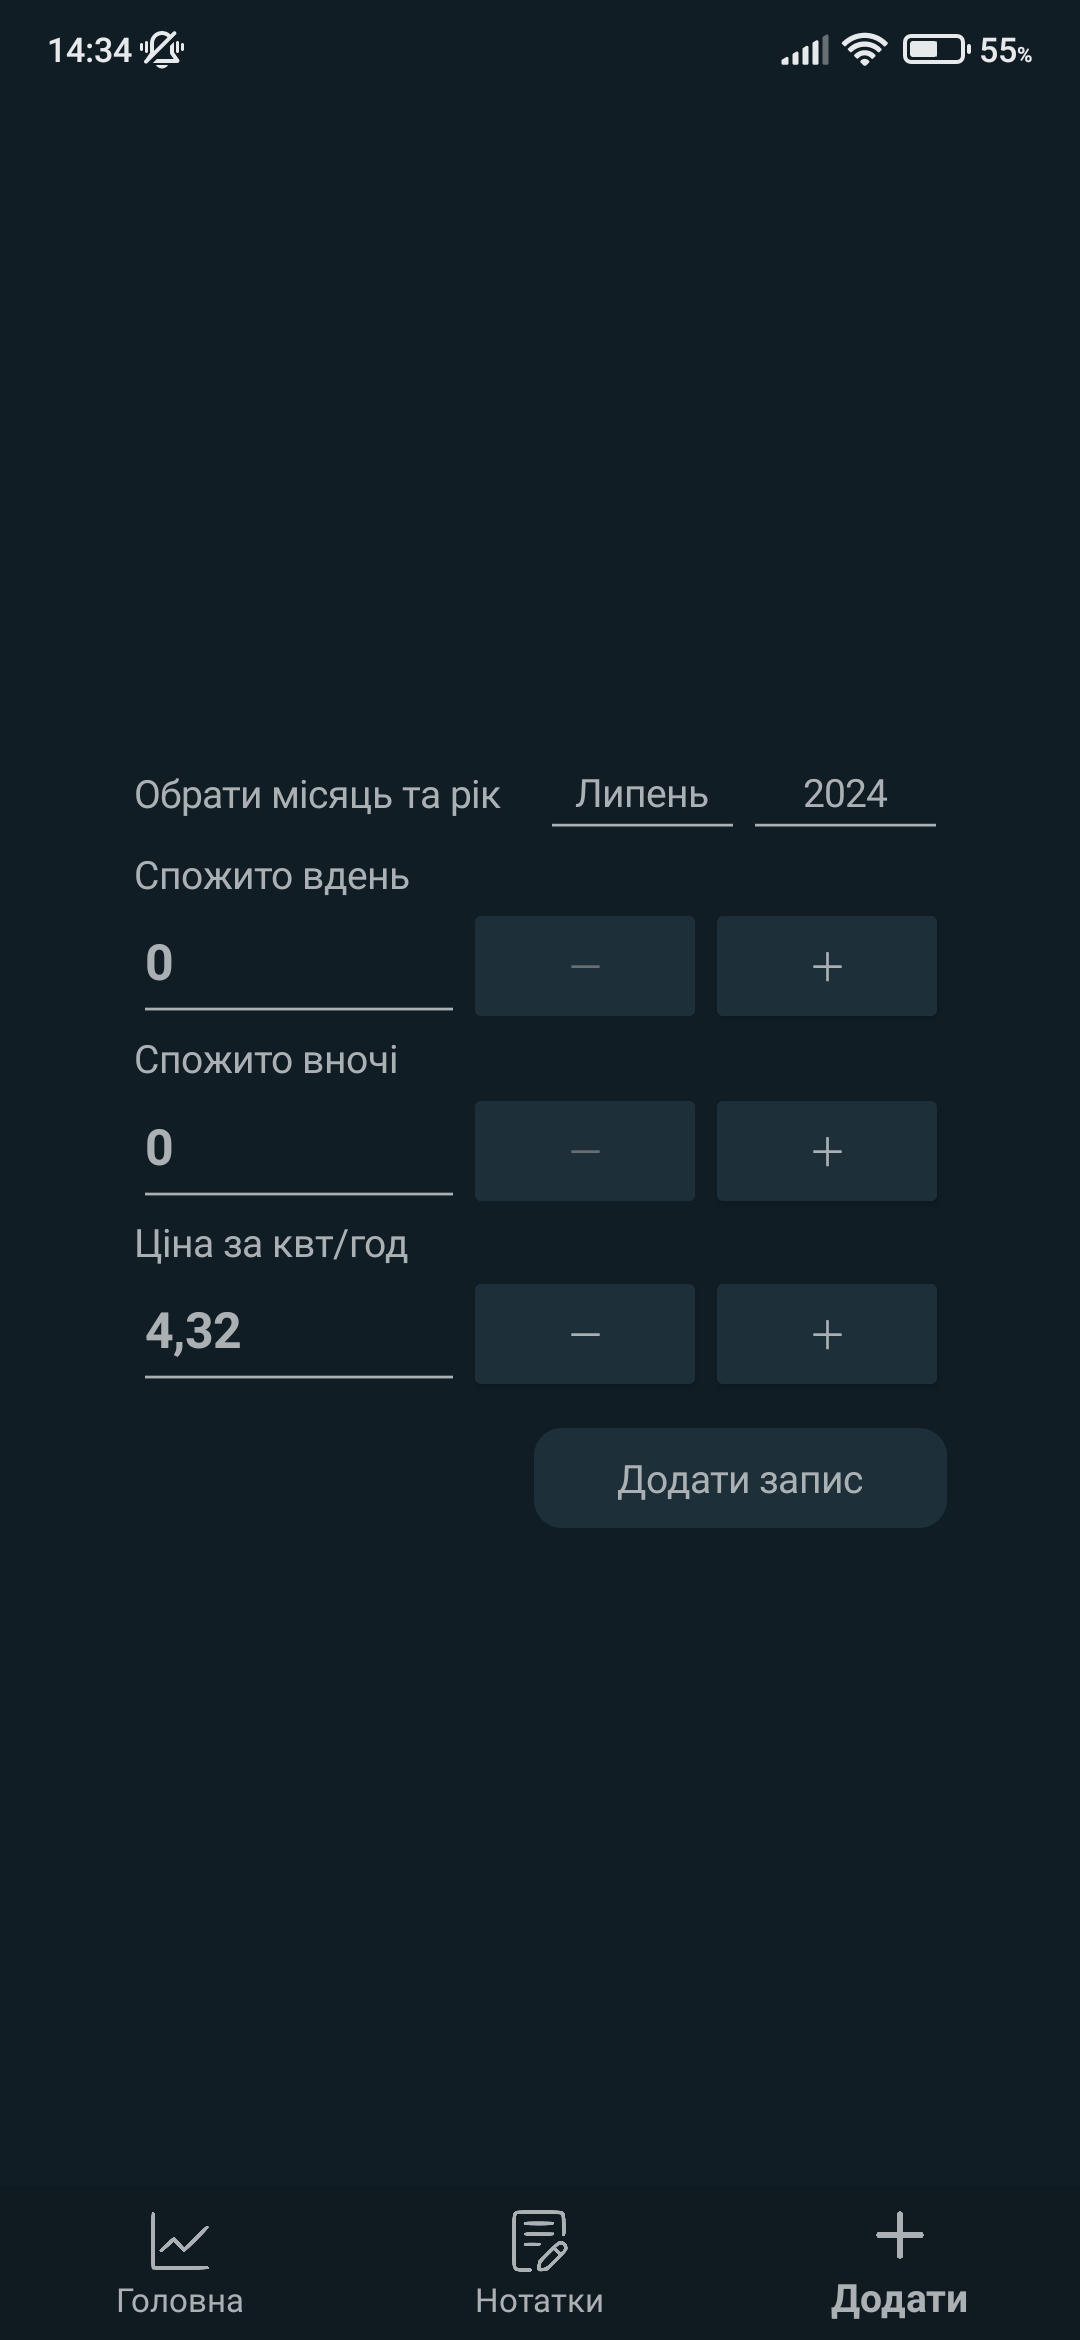 14:34 55%
Обрати місяць та рік Липень 2024
Спожито вдень
0 — +
Спожито вночі
0 — +
Ціна за квт/год
4,32 — +
Додати запис
Головна Нотатки Додати